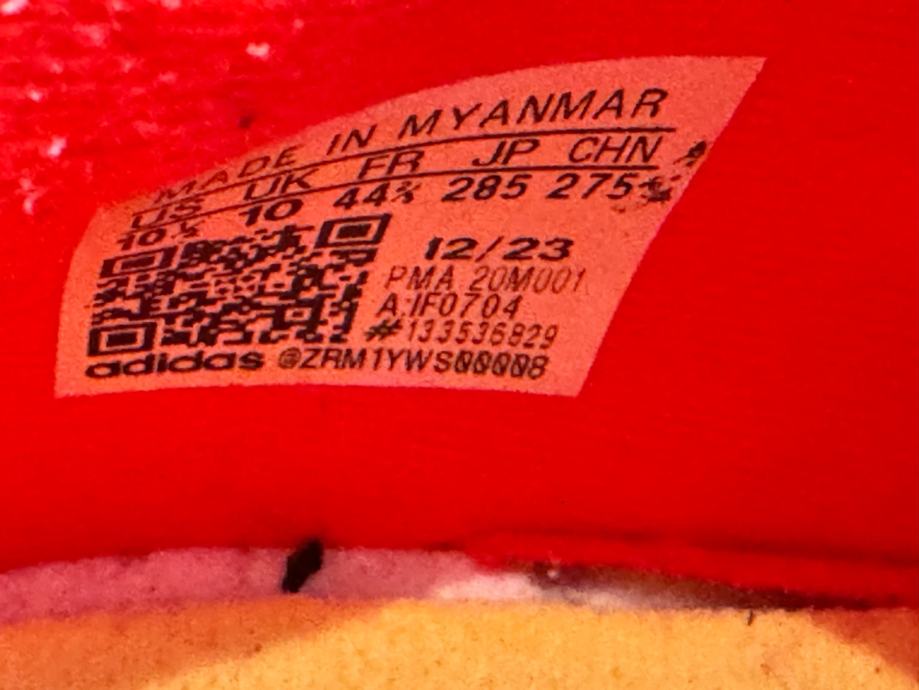 MADE IN MYANMAR
US UK FR JP CHN
10½ 10 44⅔ 285 275
12/23
PMA 20M001
A:IF0704
#133536829
adidas @ZRM1YWS00008